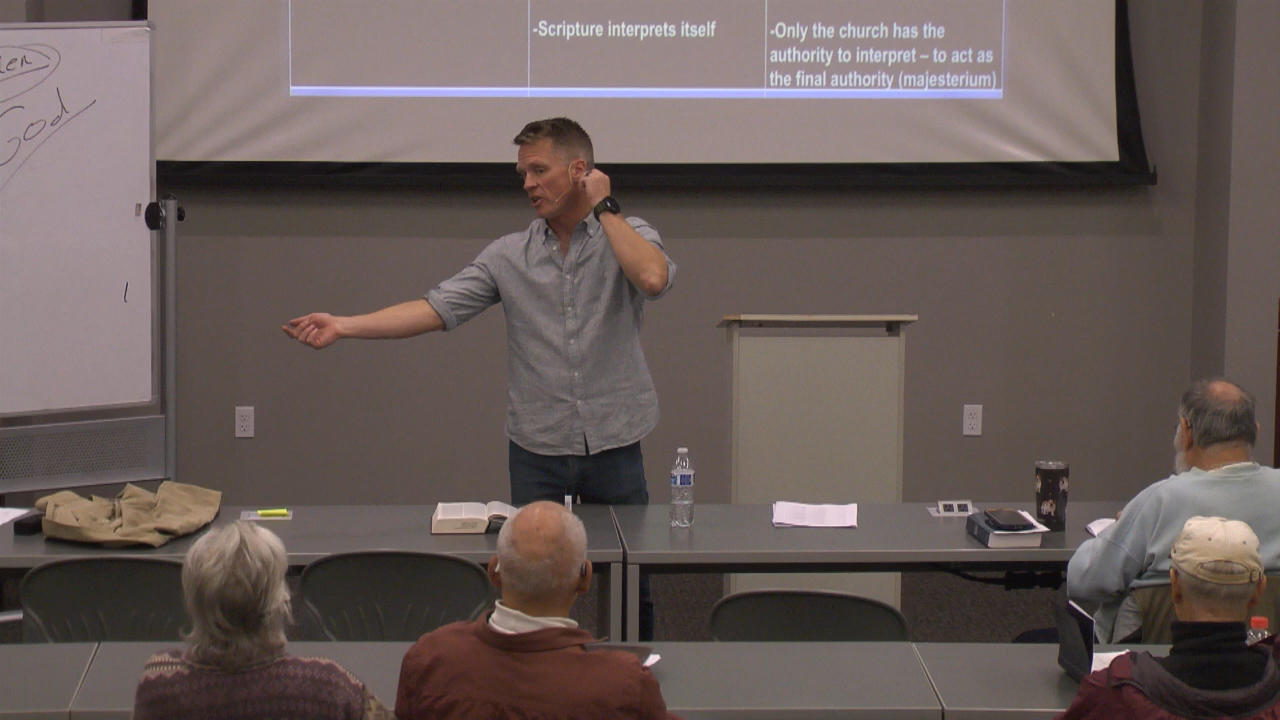 -Scripture interprets itself
-Only the church has the
authority to interpret – to act as
the final authority (majesterium)
God